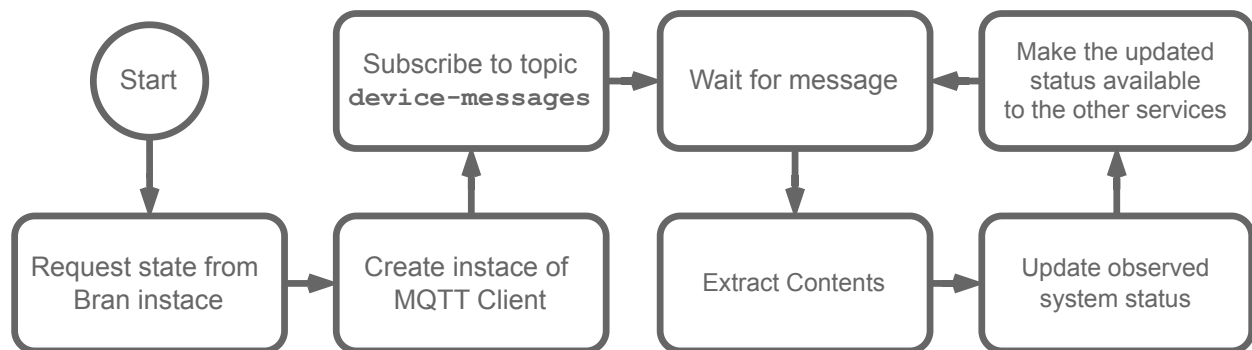 Start
Request state from
Bran instace
Create instace of
MQTT Client
Subscribe to topic
device-messages
Wait for message
Extract Contents
Update observed
system status
Make the updated
status available
to the other services